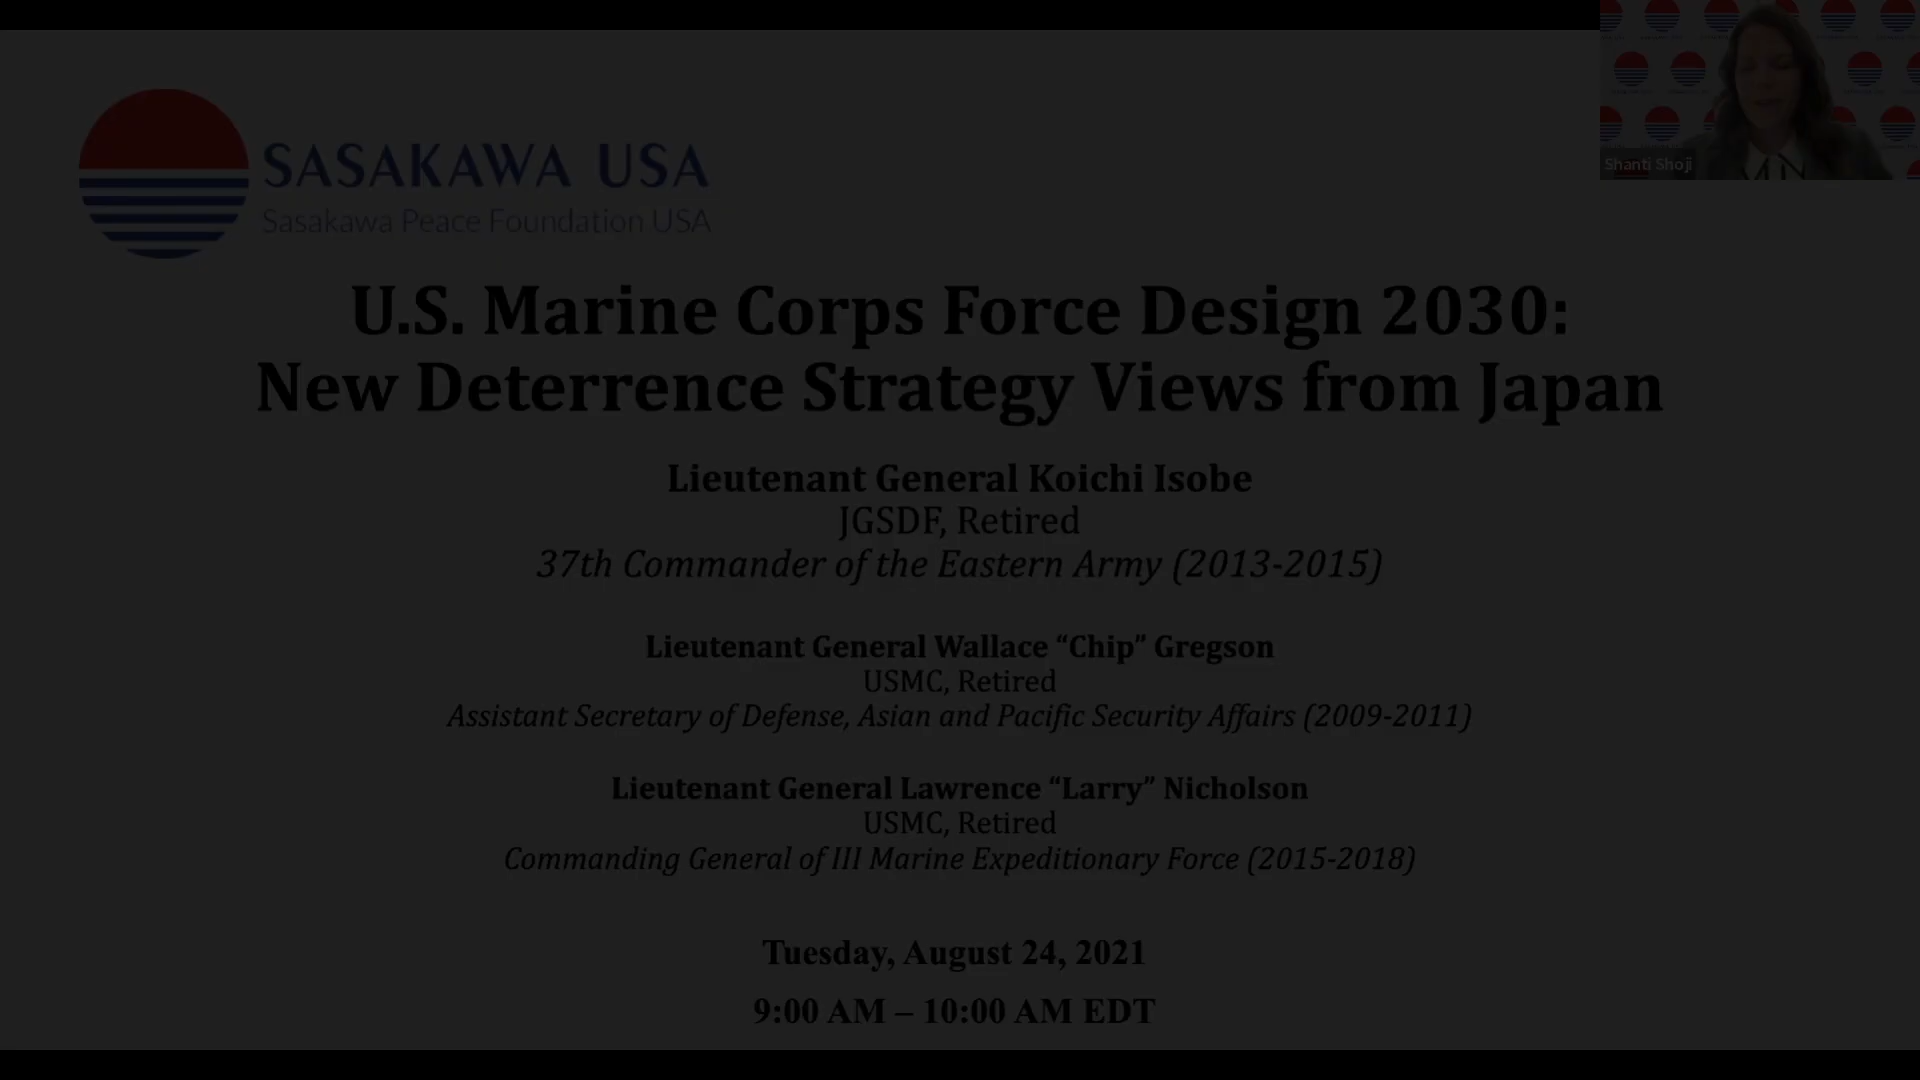 SASAKAWA USA
Sasakawa Peace Foundation USA
Shanti Shoji
U.S. Marine Corps Force Design 2030:
New Deterrence Strategy Views from Japan
Lieutenant General Koichi Isobe
JGSDF, Retired
37th Commander of the Eastern Army (2013-2015)
Lieutenant General Wallace “Chip” Gregson
USMC, Retired
Assistant Secretary of Defense, Asian and Pacific Security Affairs (2009-2011)
Lieutenant General Lawrence “Larry” Nicholson
USMC, Retired
Commanding General of III Marine Expeditionary Force (2015-2018)
Tuesday, August 24, 2021
9:00 AM – 10:00 AM EDT